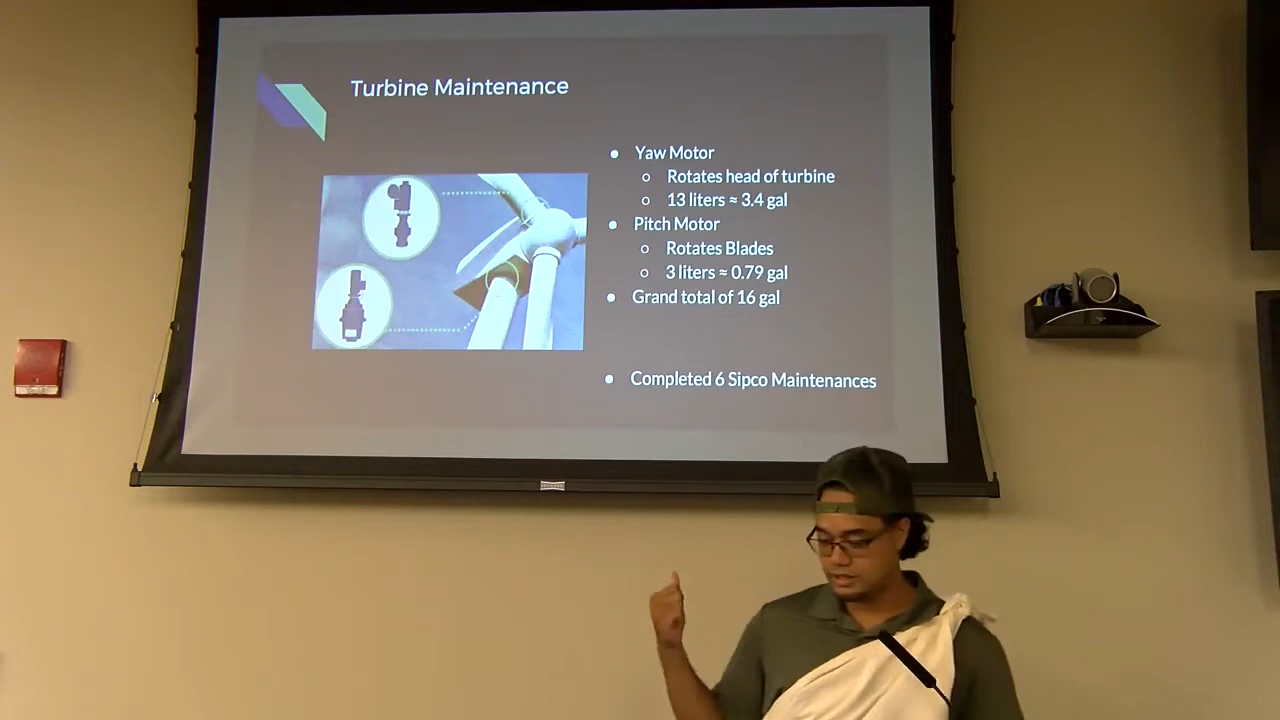 Turbine Maintenance
● Yaw Motor
○ Rotates head of turbine
○ 13 liters ≈ 3.4 gal
● Pitch Motor
○ Rotates Blades
○ 3 liters ≈ 0.79 gal
● Grand total of 16 gal
● Completed 6 Sipco Maintenances